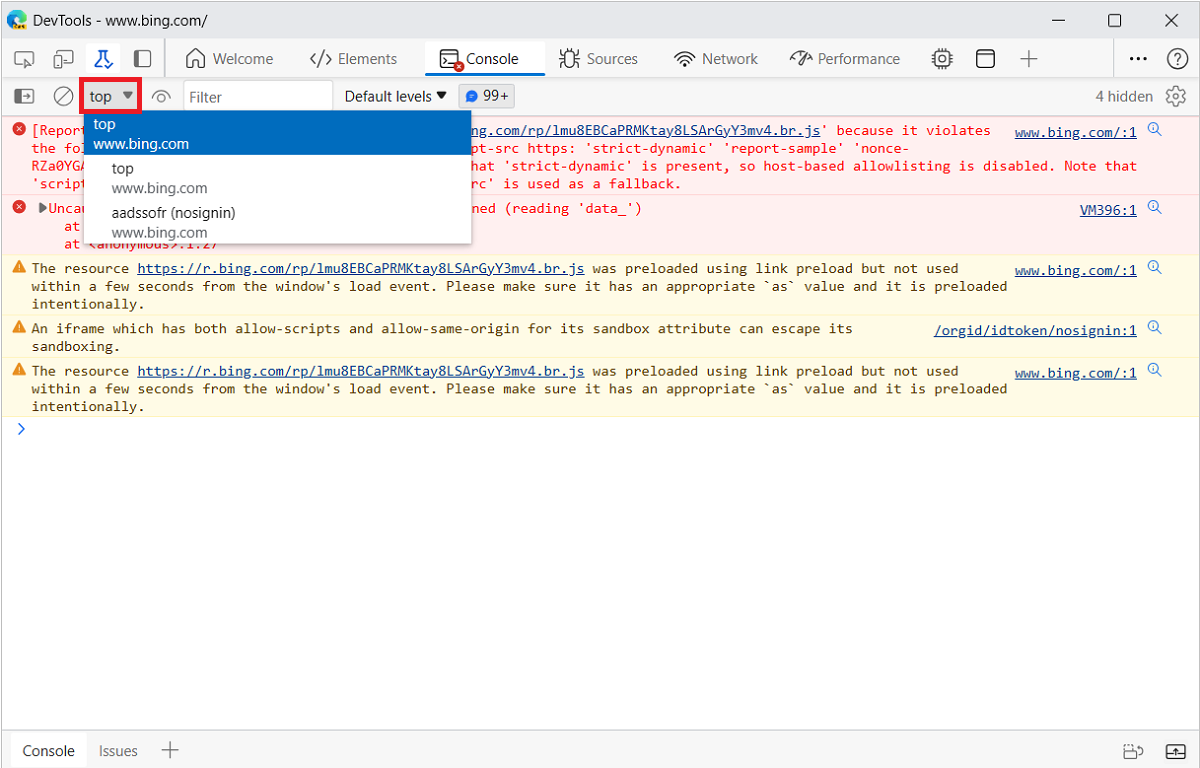 DevTools - www.bing.com/
Welcome
Elements
Console
Sources
Network
Performance
top
Filter
Default levels
99+
4 hidden
top
www.bing.com
top
www.bing.com
aadssofr (nosignin)
www.bing.com
[Repor ng.com/rp/lmu8EBCaPRMKtay8LSArGyY3mv4.br.js' because it violates www.bing.com/:1
the fo pt-src https: 'strict-dynamic' 'report-sample' 'nonce-
RZa0YG hat 'strict-dynamic' is present, so host-based allowlisting is disabled. Note that
'script rc' is used as a fallback.
Uncau ned (reading 'data_') VM396:1
at
at <anonymous>:1:27
The resource https://r.bing.com/rp/lmu8EBCaPRMKtay8LSArGyY3mv4.br.js was preloaded using link preload but not used www.bing.com/:1
within a few seconds from the window's load event. Please make sure it has an appropriate `as` value and it is preloaded
intentionally.
An iframe which has both allow-scripts and allow-same-origin for its sandbox attribute can escape its /orgid/idtoken/nosignin:1
sandboxing.
The resource https://r.bing.com/rp/lmu8EBCaPRMKtay8LSArGyY3mv4.br.js was preloaded using link preload but not used www.bing.com/:1
within a few seconds from the window's load event. Please make sure it has an appropriate `as` value and it is preloaded
intentionally.
Console
Issues